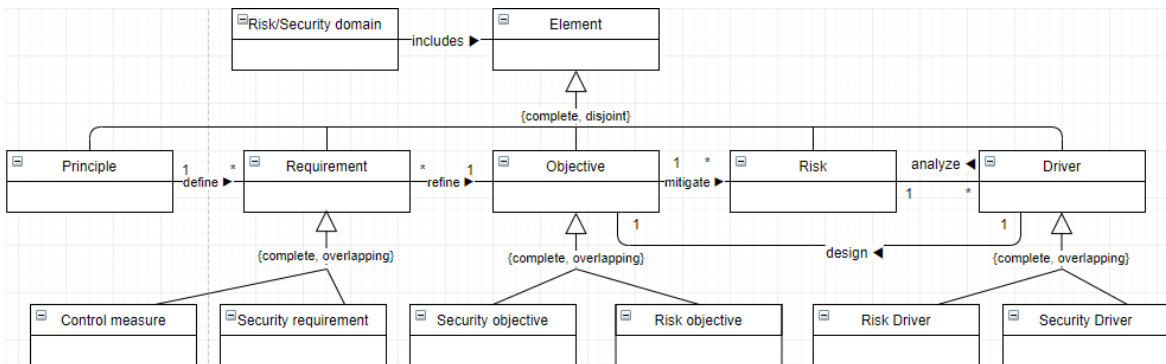 Risk/Security domain
Element
includes ▶
{complete, disjoint}
Principle
Requirement
Objective
Risk
Driver
1
*
define ▶
*
1
refine ▶
1
*
mitigate ▶
analyze ◀
1
*
1
1
design ◀
{complete, overlapping}
{complete, overlapping}
{complete, overlapping}
Control measure
Security requirement
Security objective
Risk objective
Risk Driver
Security Driver